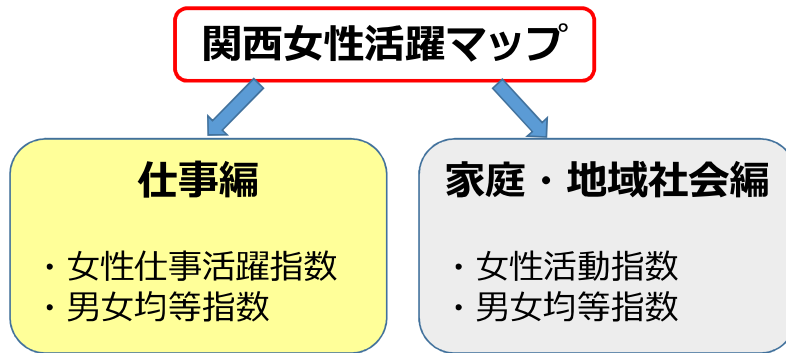 関西女性活躍マップ
仕事編
・女性仕事活躍指数
・男女均等指数
家庭・地域社会編
・女性活動指数
・男女均等指数